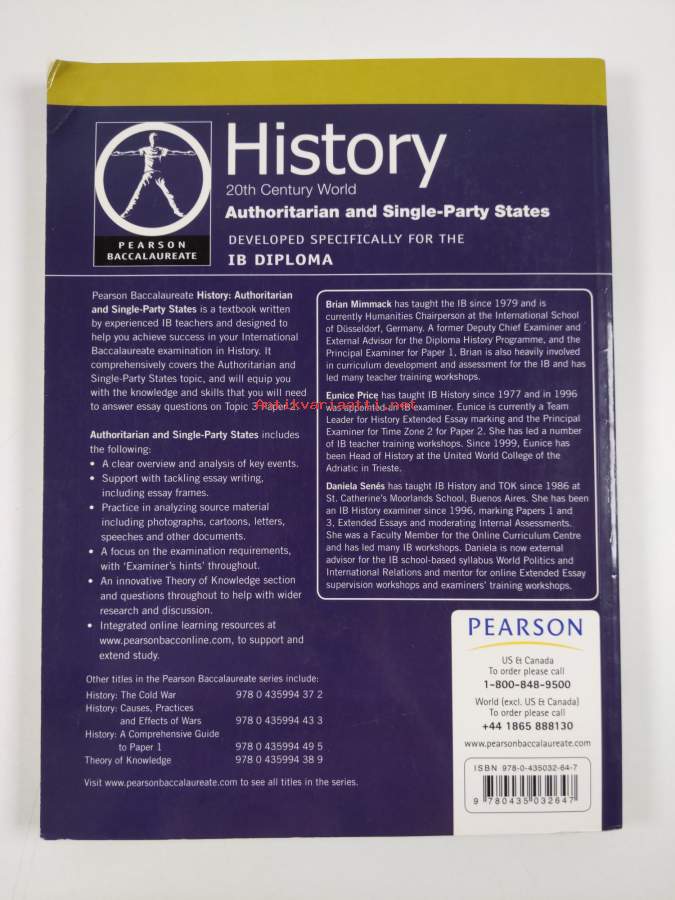 History
20th Century World
Authoritarian and Single-Party States
DEVELOPED SPECIFICALLY FOR THE
IB DIPLOMA
PEARSON
BACCALAUREATE
Pearson Baccalaureate History: Authoritarian
and Single-Party States is a textbook written
by experienced IB teachers and designed to
help you achieve success in your International
Baccalaureate examination in History. It
comprehensively covers the Authoritarian and
Single-Party States topic, and will equip you
with the knowledge and skills that you will need
to answer essay questions on Topic 3 Paper 2.
Antikvariaatti.net
Authoritarian and Single-Party States includes
the following:
• A clear overview and analysis of key events.
• Support with tackling essay writing,
including essay frames.
• Practice in analyzing source material
including photographs, cartoons, letters,
speeches and other documents.
• A focus on the examination requirements,
with ‘Examiner’s hints’ throughout.
• An innovative Theory of Knowledge section
and questions throughout to help with wider
research and discussion.
• Integrated online learning resources at
www.pearsonbacconline.com, to support and
extend study.
Other titles in the Pearson Baccalaureate series include:
History: The Cold War 978 0 435994 37 2
History: Causes, Practices
and Effects of Wars 978 0 435994 43 3
History: A Comprehensive Guide
to Paper 1 978 0 435994 49 5
Theory of Knowledge 978 0 435994 38 9
Visit www.pearsonbaccalaureate.com to see all titles in the series.
Brian Mimmack has taught the IB since 1979 and is
currently Humanities Chairperson at the International School
of Düsseldorf, Germany. A former Deputy Chief Examiner and
External Advisor for the Diploma History Programme, and the
Principal Examiner for Paper 1, Brian is also heavily involved
in curriculum development and assessment for the IB and has
led many teacher training workshops.
Eunice Price has taught IB History since 1977 and in 1996
was appointed an IB examiner. Eunice is currently a Team
Leader for History Extended Essay marking and the Principal
Examiner for Time Zone 2 for Paper 2. She has led a number
of IB teacher training workshops. Since 1999, Eunice has
been Head of History at the United World College of the
Adriatic in Trieste.
Daniela Senés has taught IB History and TOK since 1986 at
St. Catherine's Moorlands School, Buenos Aires. She has been
an IB History examiner since 1996, marking Papers 1 and
3, Extended Essays and moderating Internal Assessments.
She was a Faculty Member for the Online Curriculum Centre
and has led many IB workshops. Daniela is now external
advisor for the IB school-based syllabus World Politics and
International Relations and mentor for online Extended Essay
supervision workshops and examiners' training workshops.
PEARSON
US & Canada
To order please call
1-800-848-9500
World (excl. US & Canada)
To order please call
+44 1865 888130
www.pearsonbaccalaureate.com
ISBN 978-0-435032-64-7
9 780435 032647